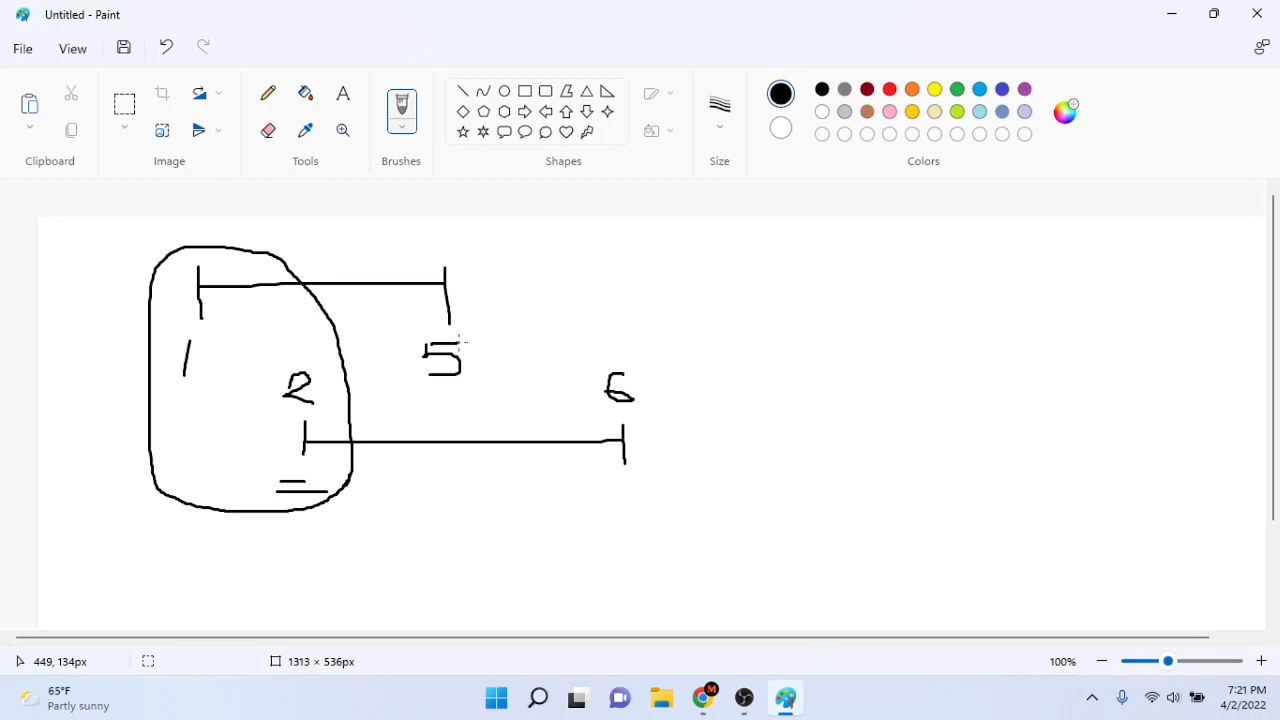 Untitled - Paint
File View
Clipboard Image Tools Brushes Shapes Size Colors
A
1 5
2 6
449, 134px 1313 × 536px 100%
65°F
Partly sunny
M
7:21 PM
4/2/2022